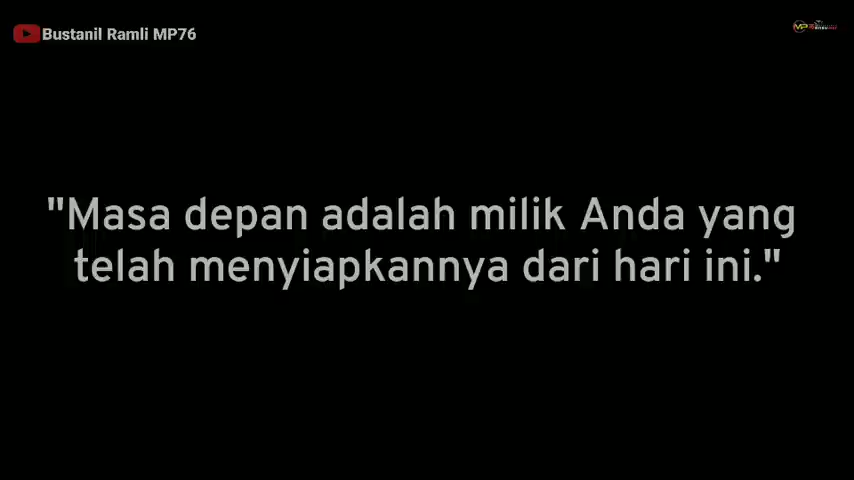 Bustanil Ramli MP76
"Masa depan adalah milik Anda yang
telah menyiapkannya dari hari ini."